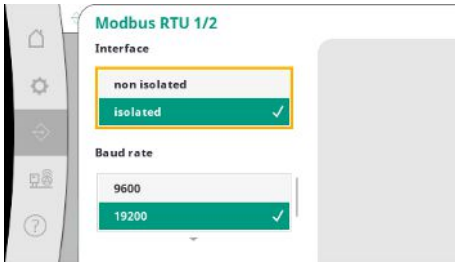 Modbus RTU 1/2
Interface
non isolated
isolated
Baud rate
9600
19200
?